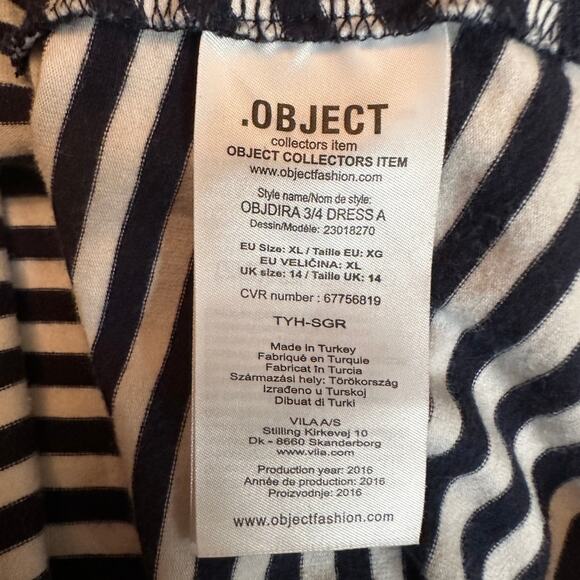 .OBJECT
collectors item
OBJECT COLLECTORS ITEM
www.objectfashion.com
Style name/Nom de style:
OBJDIRA 3/4 DRESS A
Dessin/Modèle: 23018270
EU Size: XL / Taille EU: XG
EU VELIČINA: XL
UK size: 14 / Taille UK: 14
CVR number : 67756819
TYH-SGR
Made in Turkey
Fabriqué en Turquie
Fabricat în Turcia
Származási hely: Törökország
Izrađeno u Turskoj
Dibuat di Turki
VILA A/S
Stilling Kirkevej 10
Dk - 8660 Skanderborg
www.vila.com
Production year: 2016
Année de production: 2016
Proizvodnje: 2016
www.objectfashion.com